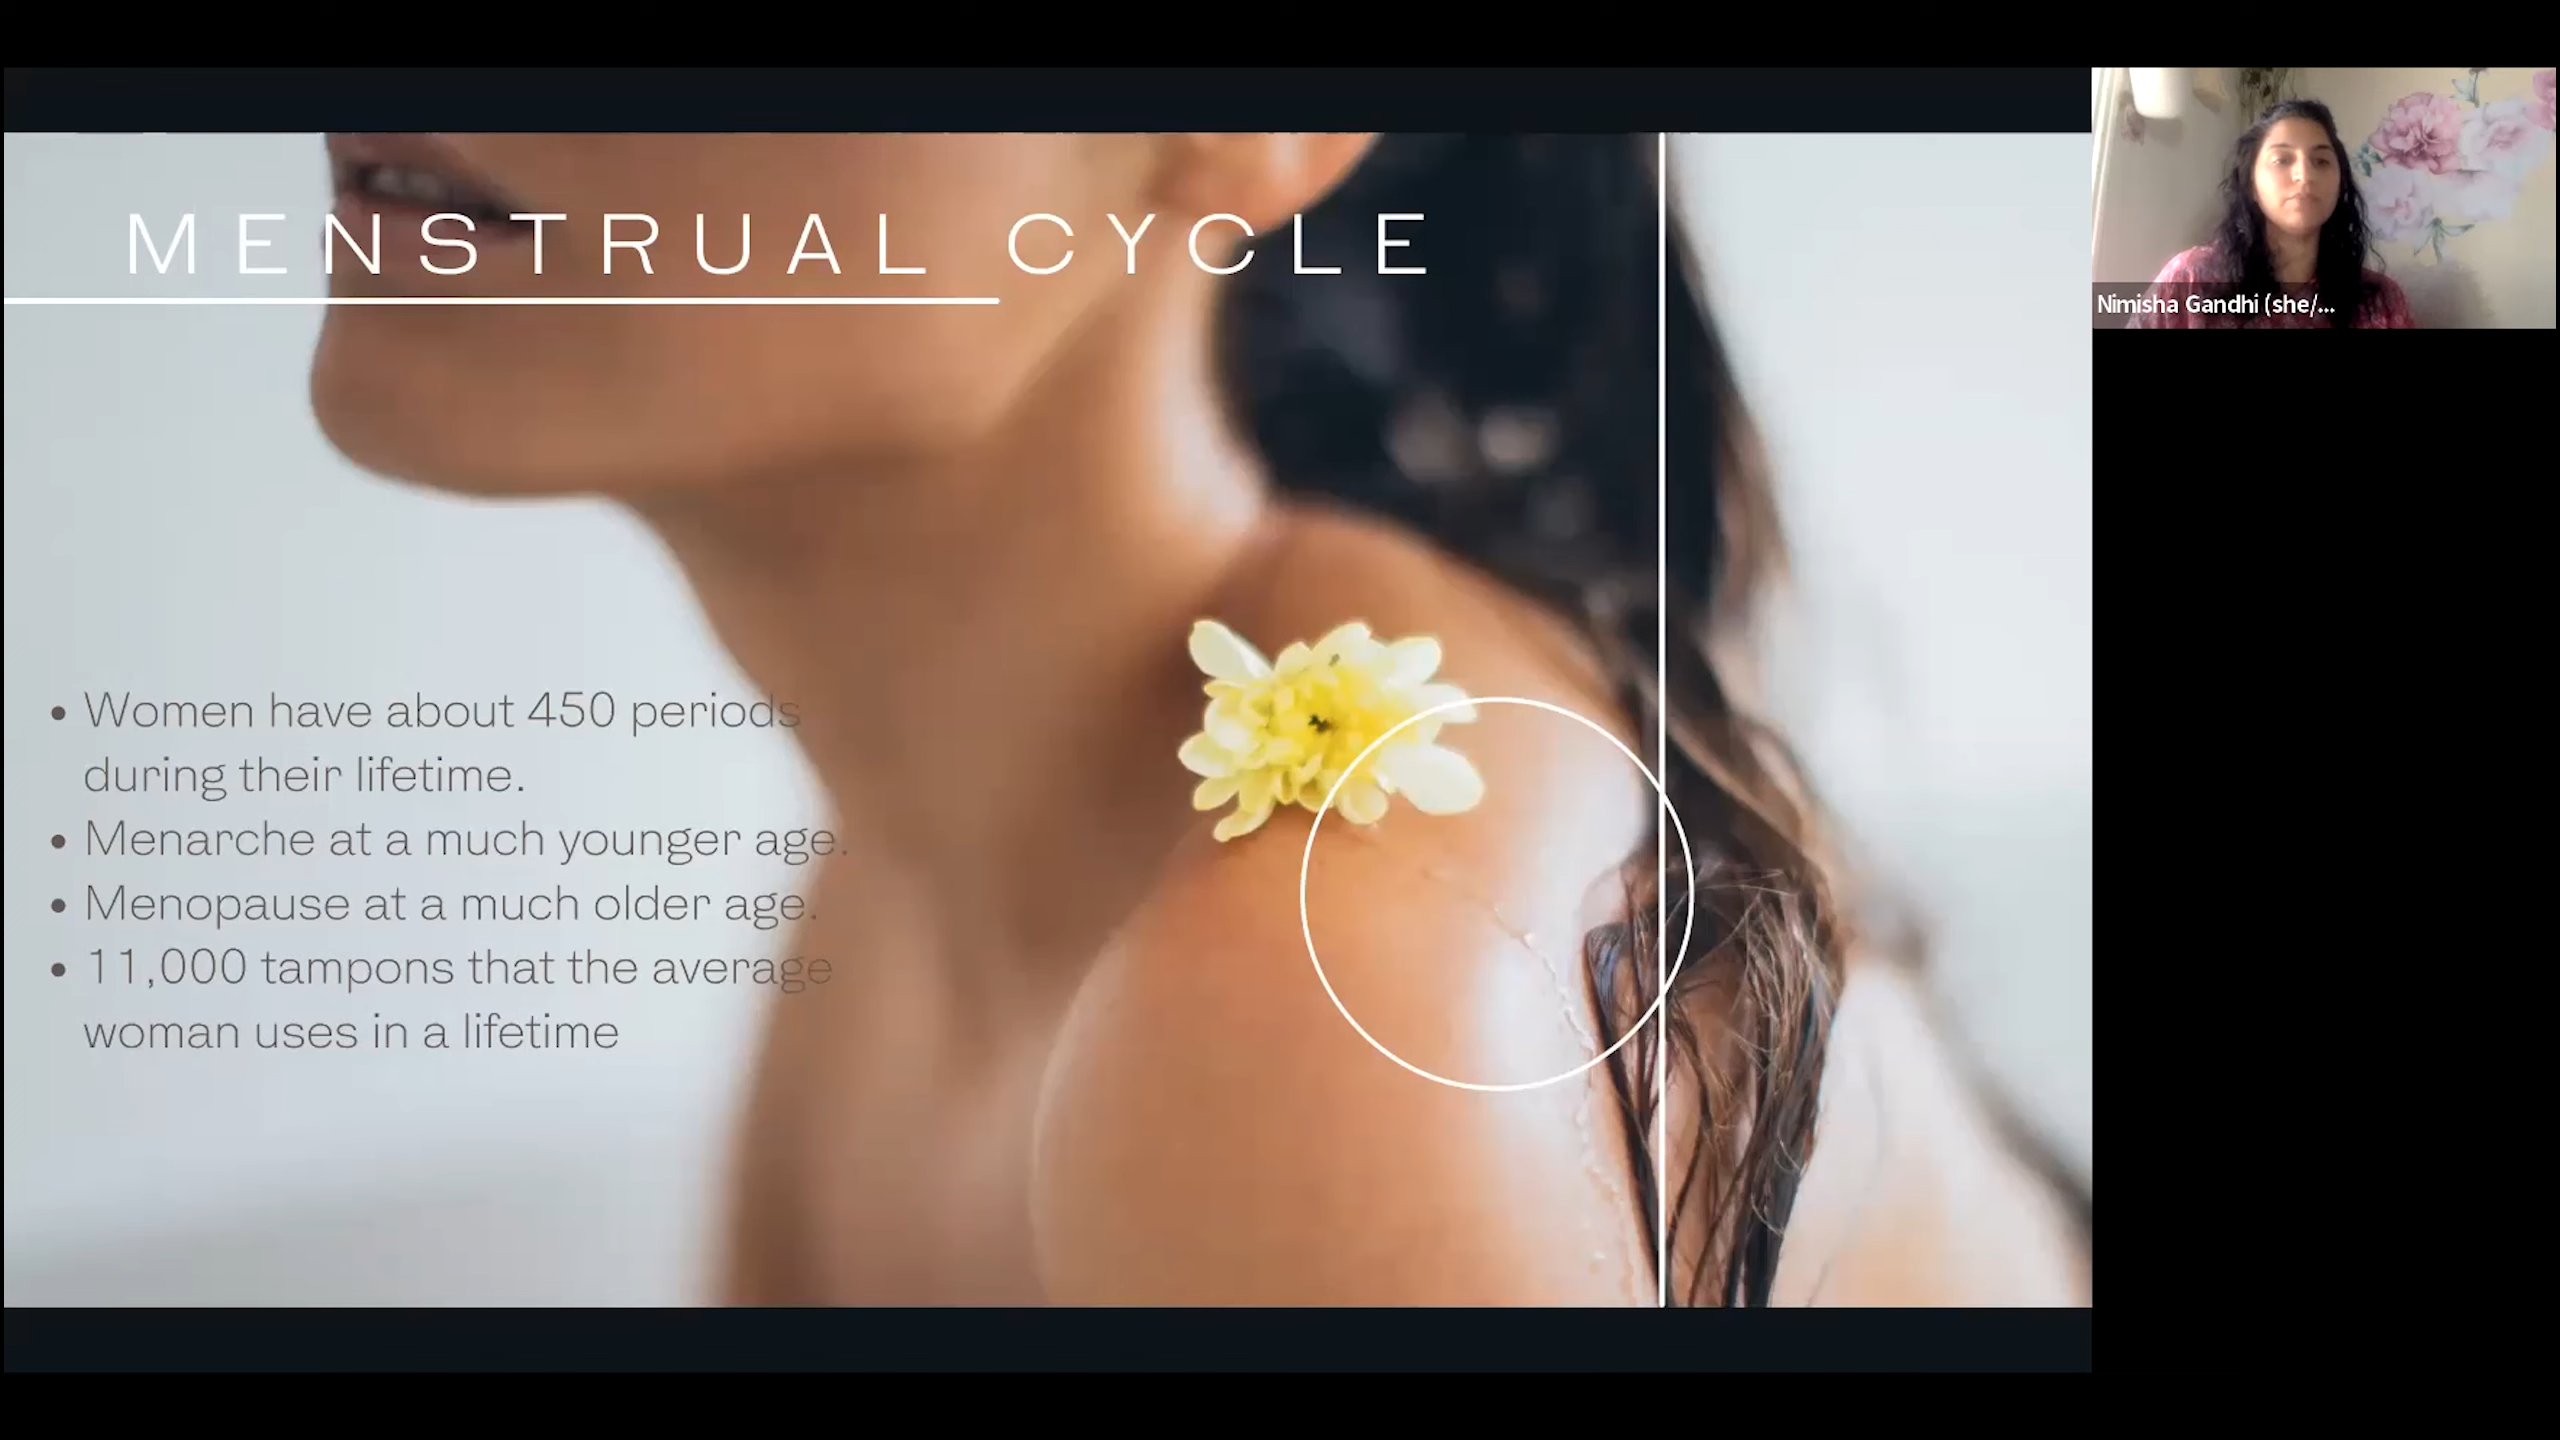 MENSTRUAL CYCLE
• Women have about 450 periods
during their lifetime.
• Menarche at a much younger age.
• Menopause at a much older age.
• 11,000 tampons that the average
woman uses in a lifetime
Nimisha Gandhi (she/...